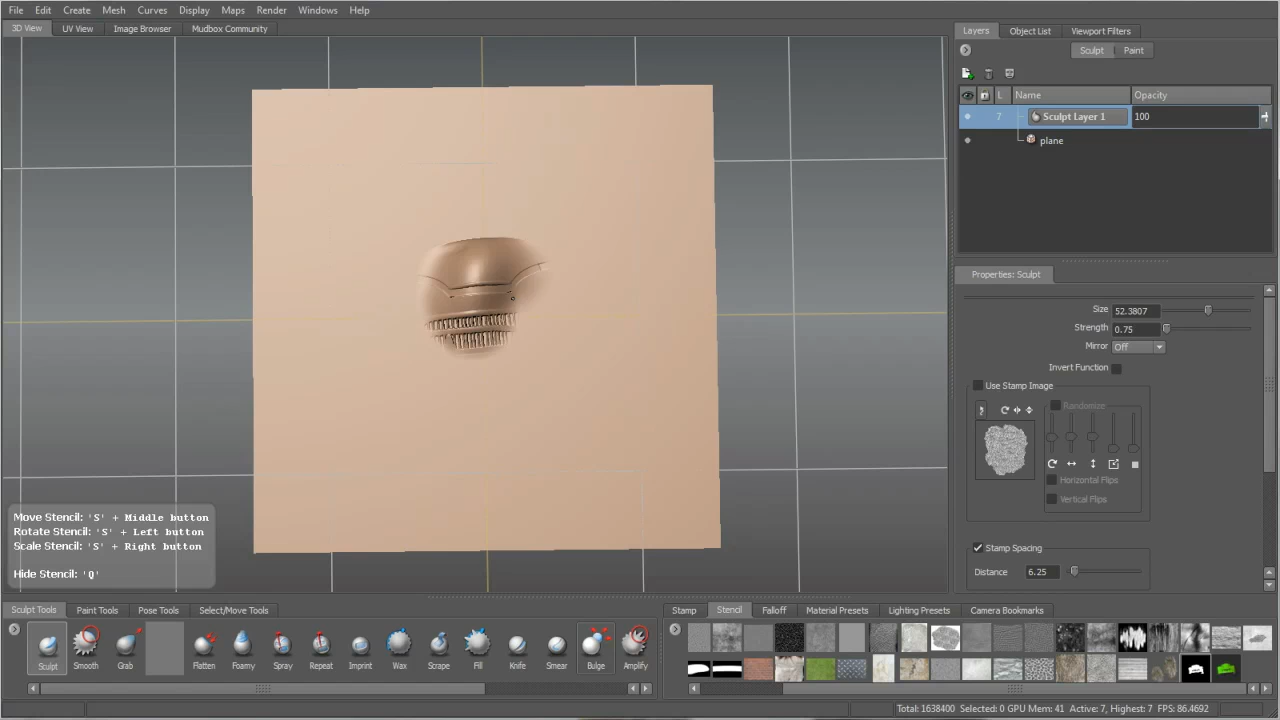 File Edit Create Mesh Curves Display Maps Render Windows Help
3D View UV View Image Browser Mudbox Community
Layers Object List Viewport Filters
Sculpt Paint
L Name Opacity
7 Sculpt Layer 1 100
plane
Properties: Sculpt
Size 52.3807
Strength 0.75
Mirror Off
Invert Function
Use Stamp Image
Randomize
Horizontal Flips
Vertical Flips
Stamp Spacing
Distance 6.25
Move Stencil: 'S' + Middle button
Rotate Stencil: 'S' + Left button
Scale Stencil: 'S' + Right button
Hide Stencil: 'Q'
Sculpt Tools Paint Tools Pose Tools Select/Move Tools
Sculpt Smooth Grab Flatten Foamy Spray Repeat Imprint Wax Scrape Fill Knife Smear Bulge Amplify
Stamp Stencil Falloff Material Presets Lighting Presets Camera Bookmarks
Total: 1638400 Selected: 0 GPU Mem: 41 Active: 7, Highest: 7 FPS: 86.4692